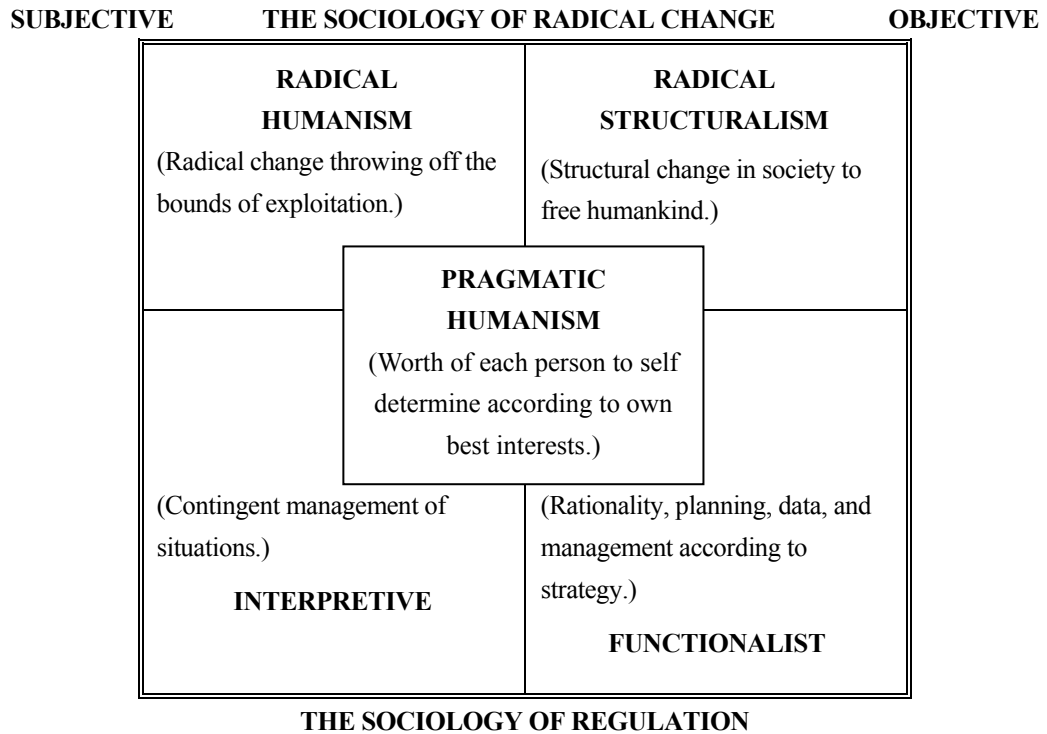 SUBJECTIVE THE SOCIOLOGY OF RADICAL CHANGE OBJECTIVE
RADICAL
HUMANISM
(Radical change throwing off the
bounds of exploitation.)
RADICAL
STRUCTURALISM
(Structural change in society to
free humankind.)
PRAGMATIC
HUMANISM
(Worth of each person to self
determine according to own
best interests.)
(Contingent management of
situations.)
INTERPRETIVE
(Rationality, planning, data, and
management according to
strategy.)
FUNCTIONALIST
THE SOCIOLOGY OF REGULATION